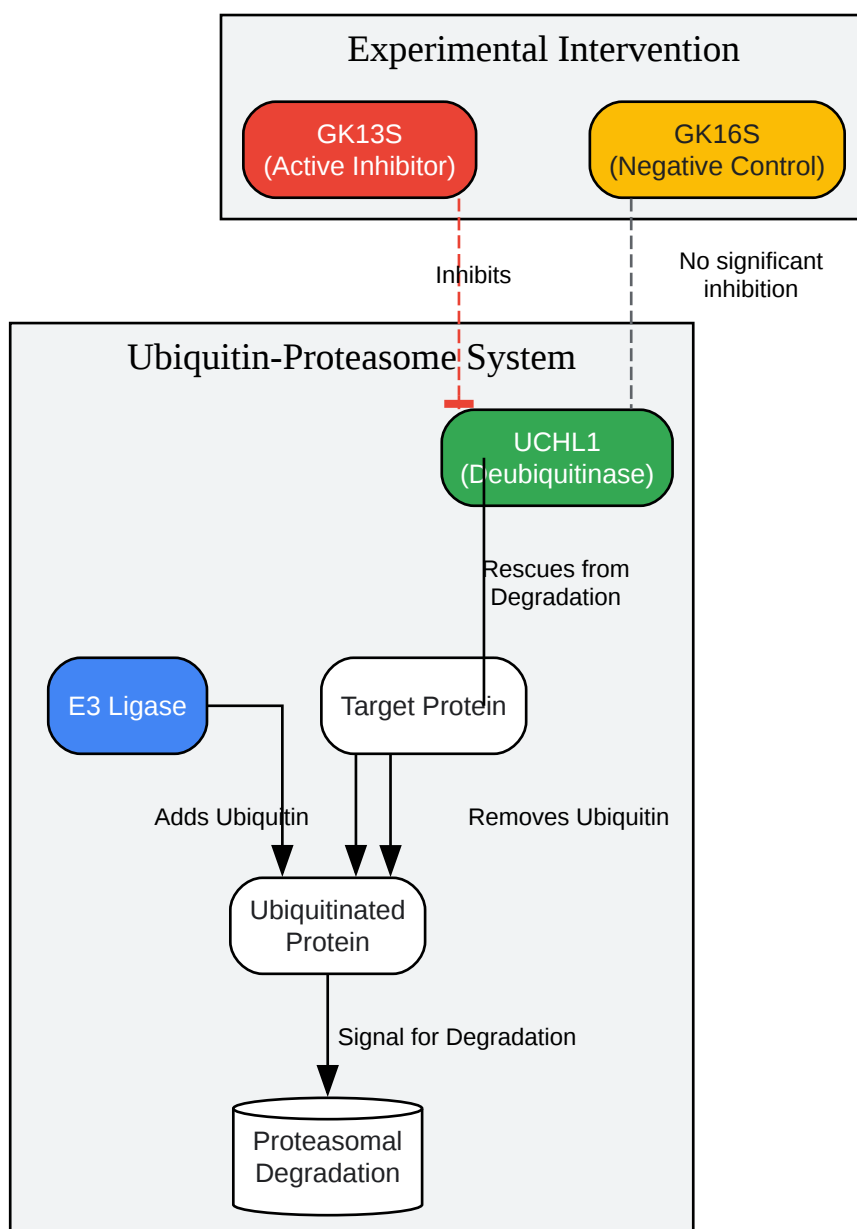 Experimental Intervention
GK13S
(Active Inhibitor)
GK16S
(Negative Control)
Inhibits
No significant
inhibition
Ubiquitin-Proteasome System
UCHL1
(Deubiquitinase)
Rescues from
Degradation
E3 Ligase
Target Protein
Adds Ubiquitin
Removes Ubiquitin
Ubiquitinated
Protein
Signal for Degradation
Proteasomal
Degradation